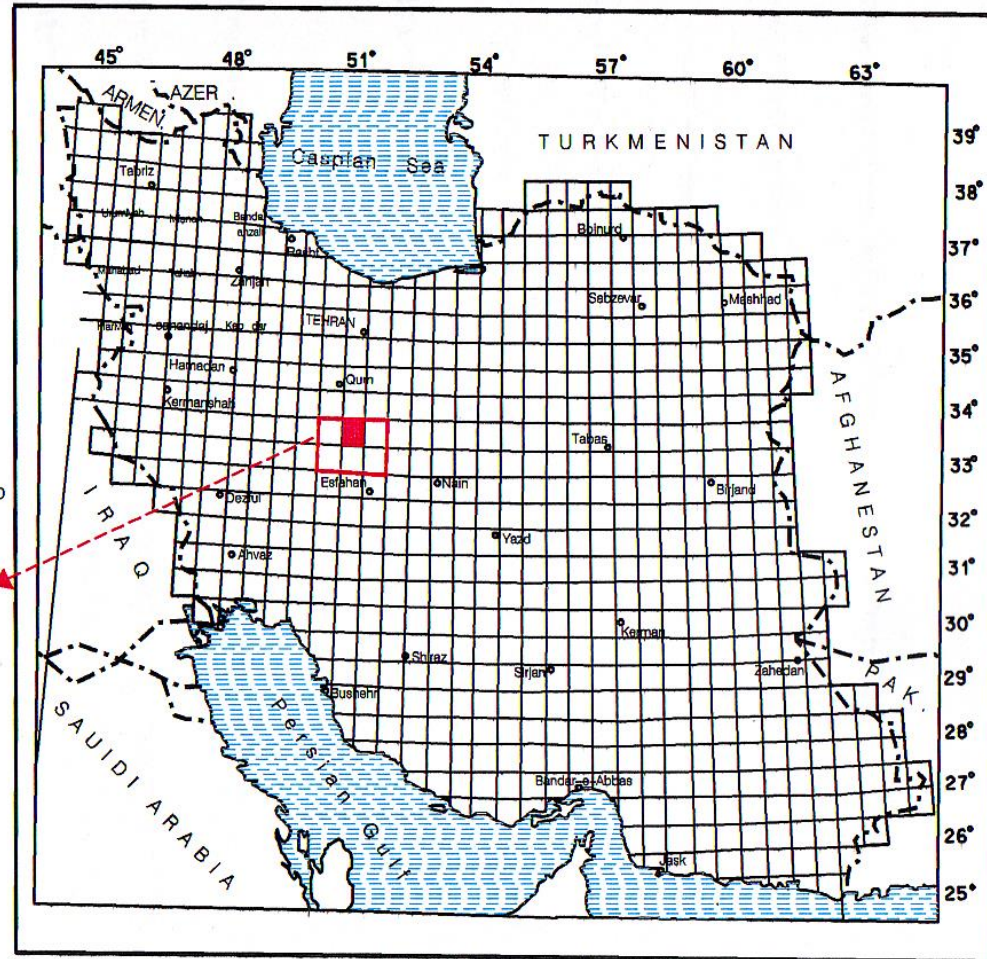 45° 48° 51° 54° 57° 60° 63°
ARMEN.
AZER
TURKMENISTAN
Caspian Sea
39°
38°
37°
36°
35°
34°
33°
32°
31°
30°
29°
28°
27°
26°
25°
Tabriz
Rasht
Bojnurd
Zanjan
Sabzevar
Mashhad
TEHRAN
Hamadan
Qum
Kermanshah
Tabas
Esfahan
Nain
Birjand
Dezful
Yazd
Ahvaz
IRAQ
AFGHANESTAN
Kerman
Shiraz
Sirjan
Zahedan
Bushehr
PAK.
SAUIDI ARABIA
Persian Gulf
Bandar-e-Abbas
Jask